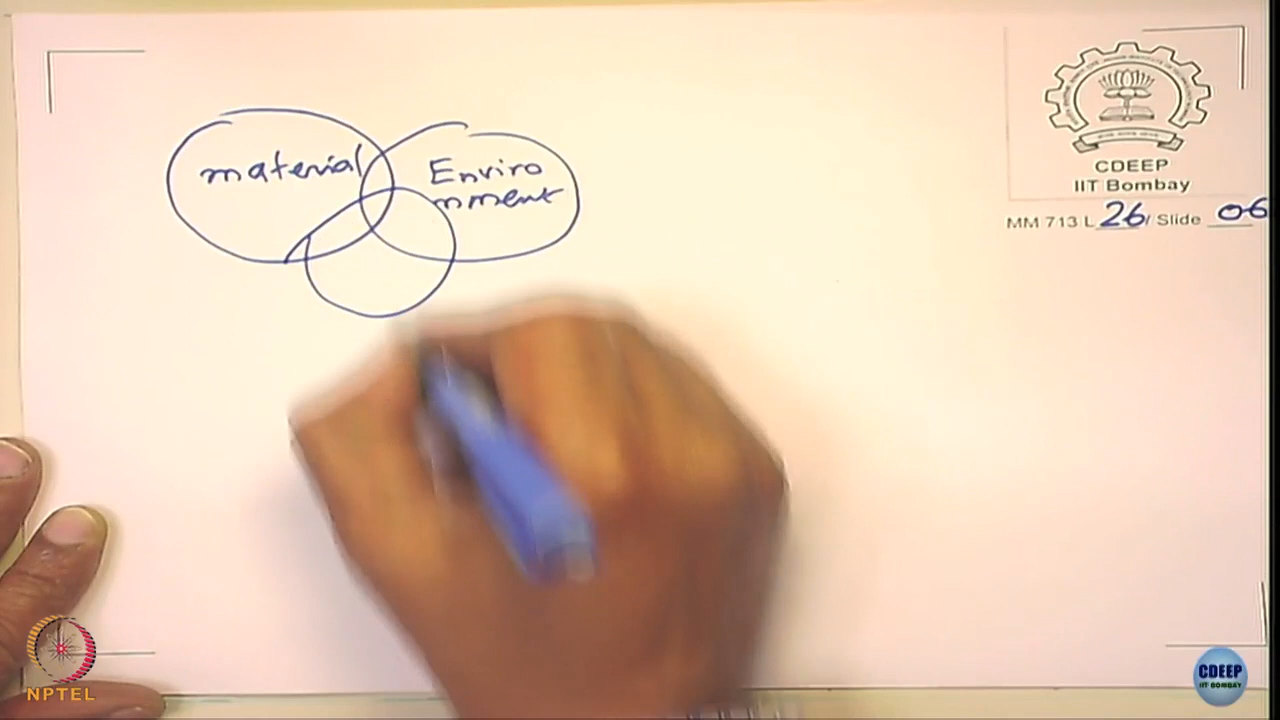 material
Enviro
nment
CDEEP
IIT Bombay
MM 713 L 26 / Slide 06
NPTEL
CDEEP
IIT BOMBAY